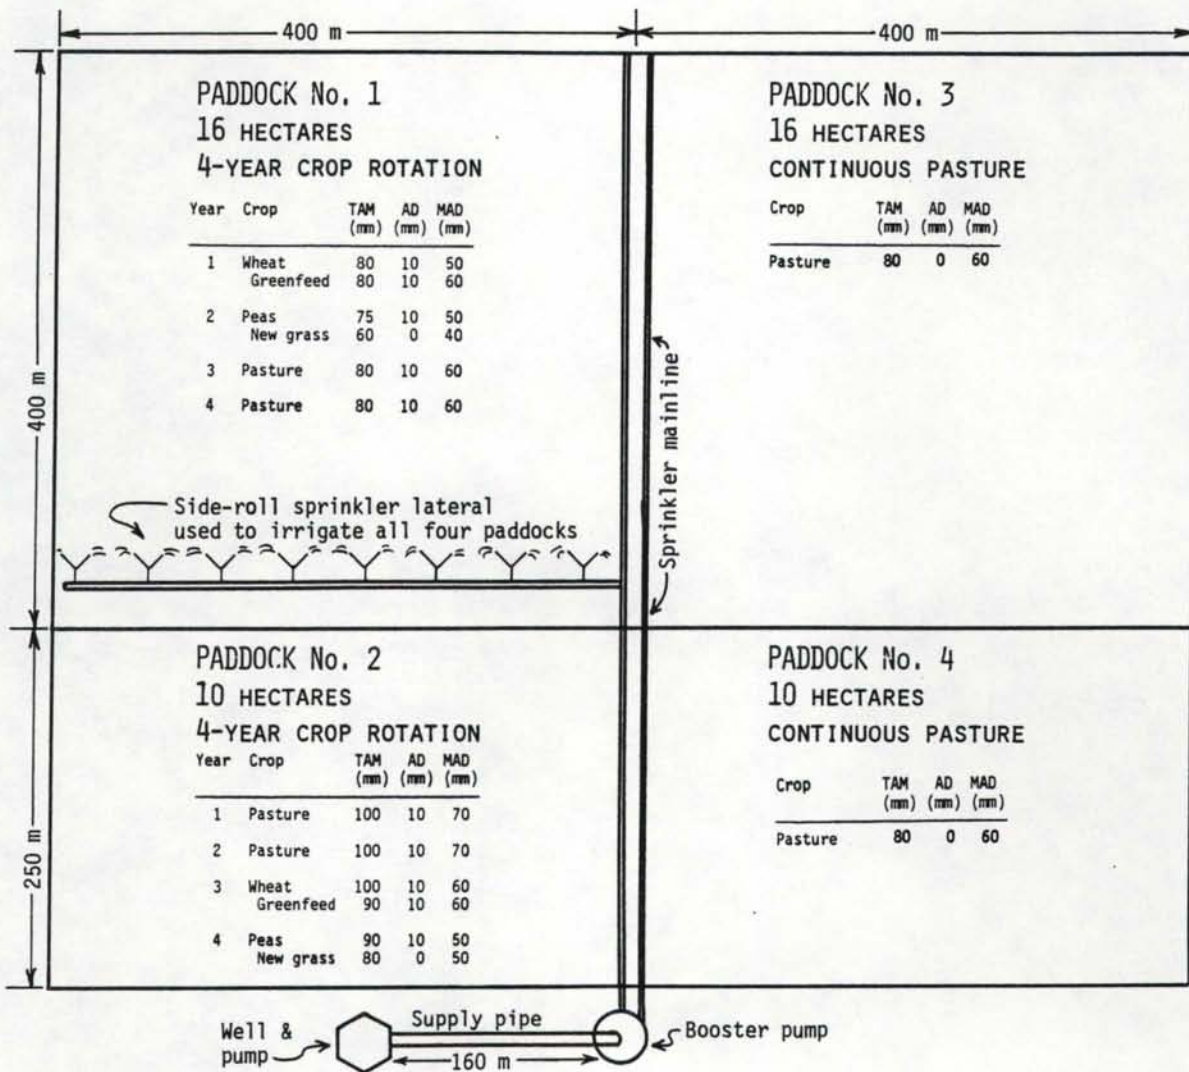 400 m
400 m
PADDOCK No. 1
16 HECTARES
4-YEAR CROP ROTATION
Year Crop TAM AD MAD
(mm) (mm) (mm)
1 Wheat 80 10 50
Greenfeed 80 10 60
2 Peas 75 10 50
New grass 60 0 40
3 Pasture 80 10 60
4 Pasture 80 10 60
400 m
Side-roll sprinkler lateral
used to irrigate all four paddocks
Sprinkler mainline
PADDOCK No. 3
16 HECTARES
CONTINUOUS PASTURE
Crop TAM AD MAD
(mm) (mm) (mm)
Pasture 80 0 60
PADDOCK No. 2
10 HECTARES
4-YEAR CROP ROTATION
Year Crop TAM AD MAD
(mm) (mm) (mm)
1 Pasture 100 10 70
2 Pasture 100 10 70
3 Wheat 100 10 60
Greenfeed 90 10 60
4 Peas 90 10 50
New grass 80 0 50
250 m
PADDOCK No. 4
10 HECTARES
CONTINUOUS PASTURE
Crop TAM AD MAD
(mm) (mm) (mm)
Pasture 80 0 60
Well &
pump
Supply pipe
160 m
Booster pump